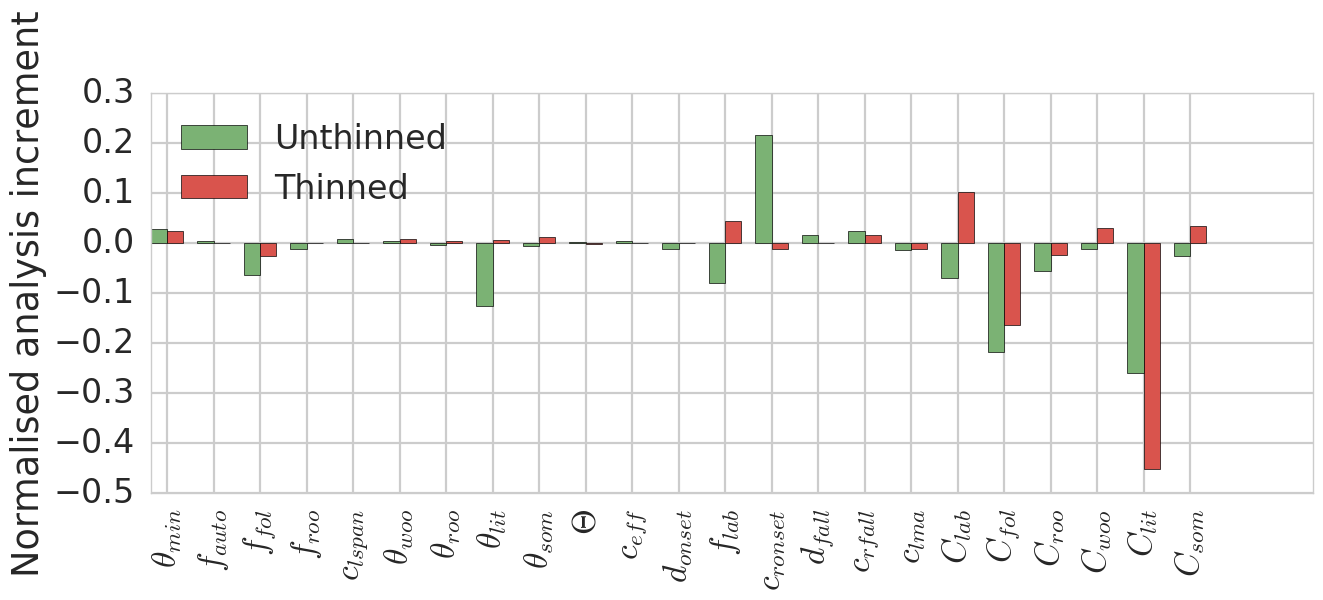 Normalised analysis increment
0.3
0.2
0.1
0.0
−0.1
−0.2
−0.3
−0.4
−0.5
Unthinned
Thinned
θmin
fauto
ffol
froo
clspan
θwoo
θroo
θlit
θsom
Θ
ceff
donset
flab
cronset
dfall
crfall
clma
Clab
Cfol
Croo
Cwoo
Clit
Csom